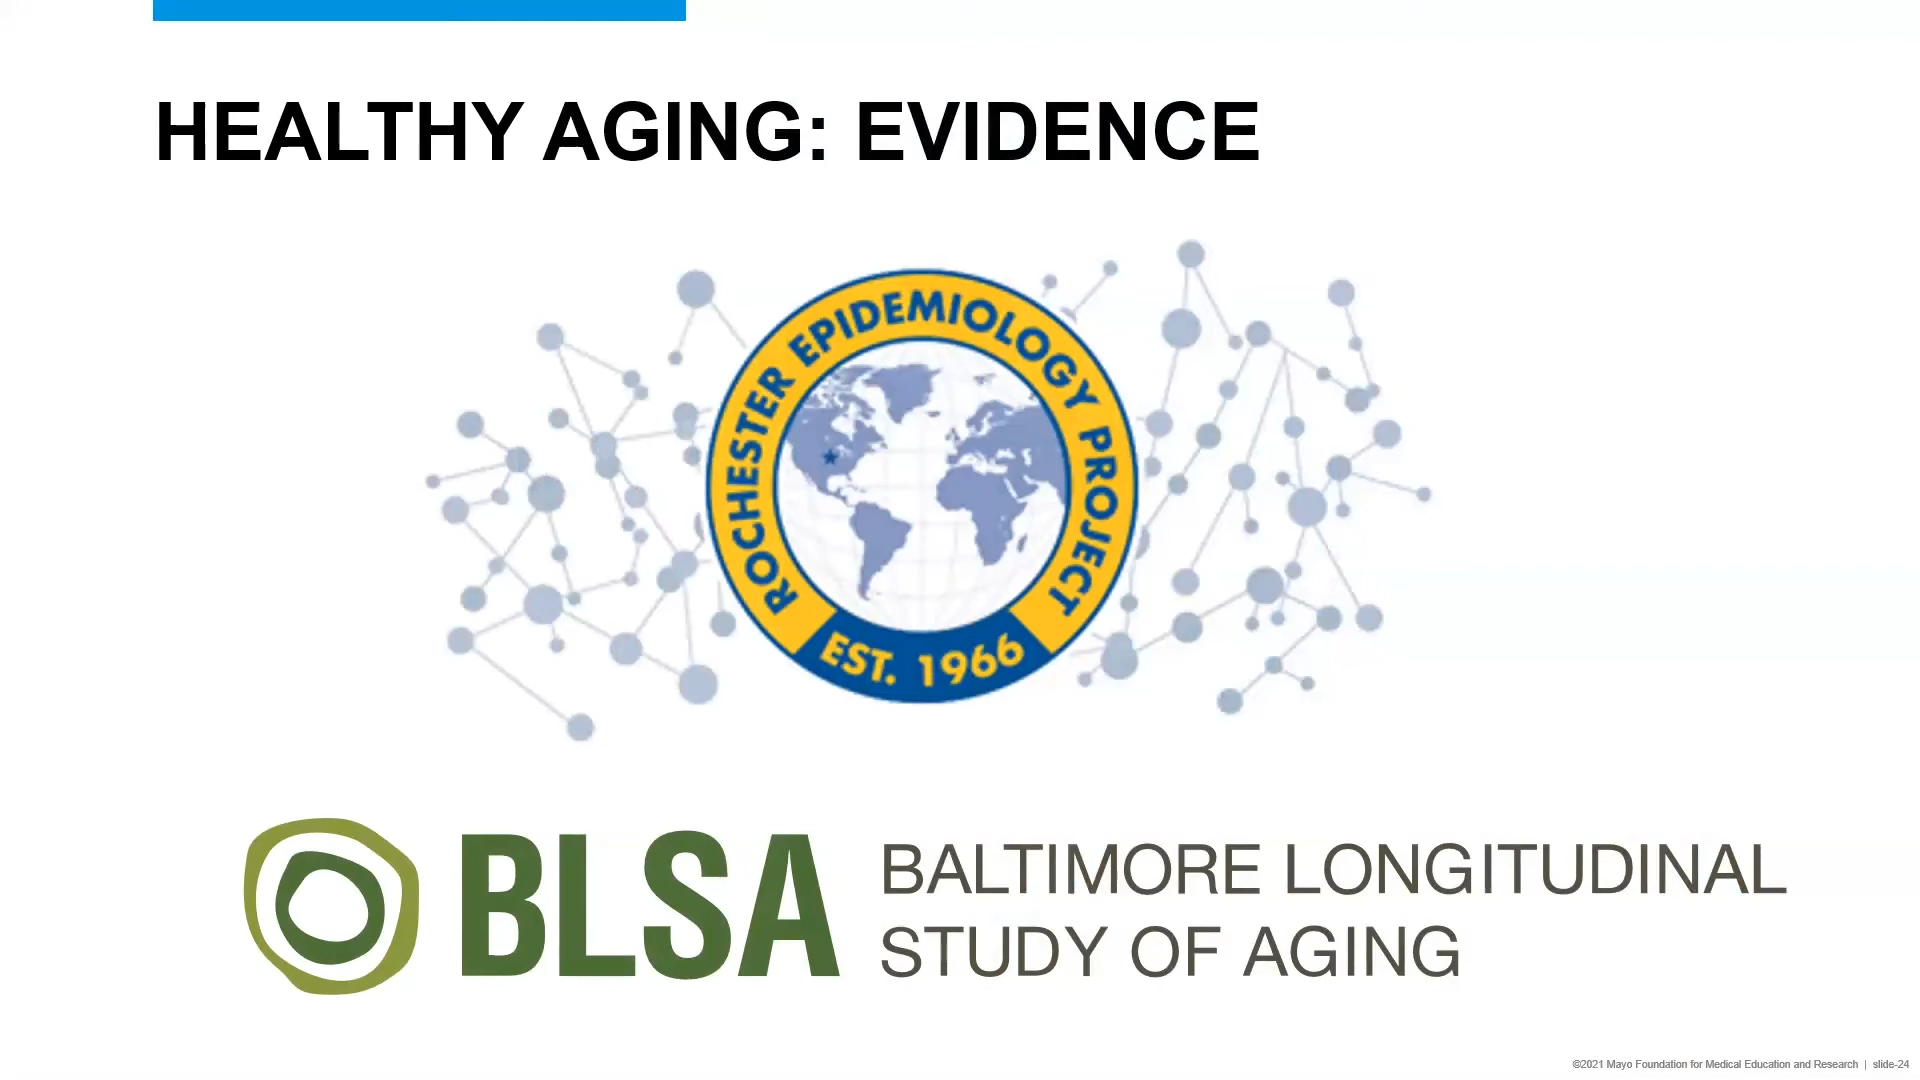 HEALTHY AGING: EVIDENCE
ROCHESTER EPIDEMIOLOGY PROJECT
EST. 1966
BLSA
BALTIMORE LONGITUDINAL
STUDY OF AGING
©2021 Mayo Foundation for Medical Education and Research | slide-24